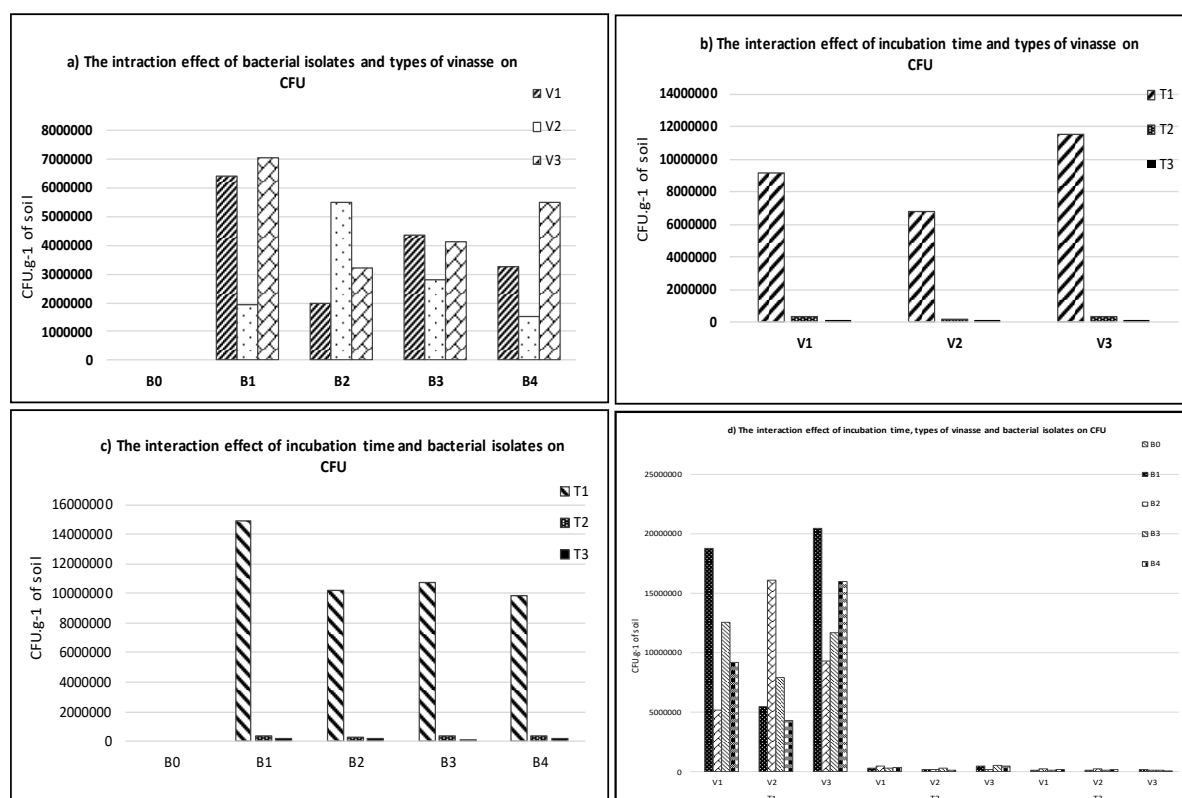 a) The intraction effect of bacterial isolates and types of vinasse on
CFU
V1
V2
V3
8000000
7000000
6000000
5000000
4000000
3000000
2000000
1000000
0
CFU.g-1 of soil
B0 B1 B2 B3 B4
b) The interaction effect of incubation time and types of vinasse on
CFU
T1
T2
T3
14000000
12000000
10000000
8000000
6000000
4000000
2000000
0
CFU.g-1 of soil
V1 V2 V3
c) The interaction effect of incubation time and bacterial isolates on
CFU
T1
T2
T3
16000000
14000000
12000000
10000000
8000000
6000000
4000000
2000000
0
CFU.g-1 of soil
B0 B1 B2 B3 B4
d) The interaction effect of incubation time, types of vinasse and bacterial isolates on CFU
B0
B1
B2
B3
B4
25000000
20000000
15000000
10000000
5000000
0
CFU.g-1 of soil
V1 V2 V3 V1 V2 V3 V1 V2 V3